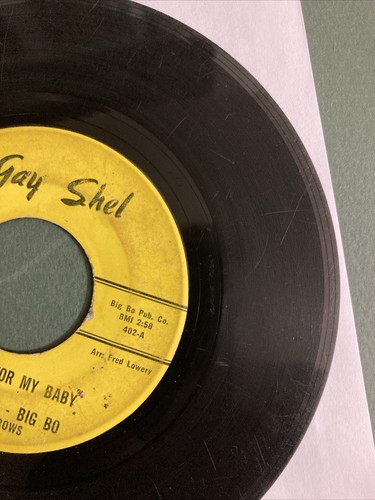 Gay Shel
Big Bo Pub. Co.
BMI 2:58
402-A
Arr: Fred Lowery
OR MY BABY
- BIG BO
ROWS